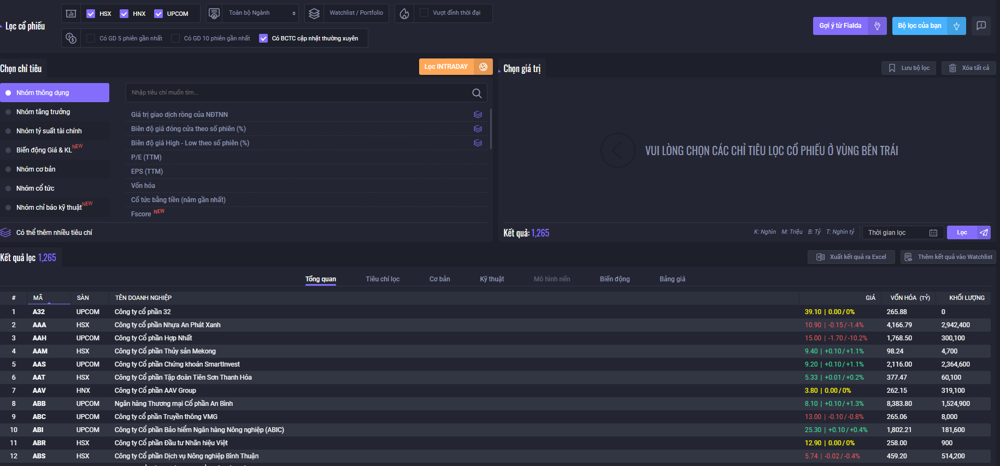 Lọc cổ phiếu
HSX HNX UPCOM
Toàn bộ Ngành
Watchlist / Portfolio
Vượt đỉnh thời đại
Có GD 5 phiên gần nhất Có GD 10 phiên gần nhất Có BCTC cập nhật thường xuyên
Gợi ý từ Fialda
Bộ lọc của bạn
Chọn chỉ tiêu
Lọc INTRADAY
Nhóm thông dụng
Nhóm tăng trưởng
Nhóm tỷ suất tài chính
Biến động Giá & KL NEW
Nhóm cơ bản
Nhóm cổ tức
Nhóm chỉ báo kỹ thuật NEW
Nhập tiêu chí muốn tìm...
Giá trị giao dịch ròng của NĐTNN
Biên độ giá đóng cửa theo số phiên (%)
Biên độ giá High - Low theo số phiên (%)
P/E (TTM)
EPS (TTM)
Vốn hóa
Cổ tức bằng tiền (năm gần nhất)
Fscore NEW
Có thể thêm nhiều tiêu chí
Chọn giá trị
Lưu bộ lọc
Xóa tất cả
VUI LÒNG CHỌN CÁC CHỈ TIÊU LỌC CỔ PHIẾU Ở VÙNG BÊN TRÁI
Kết quả: 1,265
K: Nghìn M: Triệu B: Tỷ T: Nghìn tỷ
Thời gian lọc
Lọc
Kết quả lọc 1,265
Xuất kết quả ra Excel
Thêm kết quả vào Watchlist
Tổng quan Tiêu chí lọc Cơ bản Kỹ thuật Mô hình nến Biến động Bảng giá
# MÃ SÀN TÊN DOANH NGHIỆP GIÁ VỐN HÓA (TỶ) KHỐI LƯỢNG
1 A32 UPCOM Công ty cổ phần 32 39.10 | 0.00 / 0% 265.88 0
2 AAA HSX Công ty cổ phần Nhựa An Phát Xanh 10.90 | -0.15 / -1.4% 4,166.79 2,942,400
3 AAH UPCOM Công ty Cổ phần Hợp Nhất 15.00 | -1.70 / -10.2% 1,768.50 300,100
4 AAM HSX Công ty Cổ phần Thủy sản Mekong 9.40 | +0.10 / +1.1% 98.24 4,700
5 AAS UPCOM Công ty Cổ phần Chứng khoán SmartInvest 9.20 | +0.10 / +1.1% 2,116.00 2,364,600
6 AAT HSX Công ty Cổ phần Tập đoàn Tiên Sơn Thanh Hóa 5.33 | +0.01 / +0.2% 377.47 60,100
7 AAV HNX Công ty Cổ phần AAV Group 3.80 | 0.00 / 0% 262.15 319,100
8 ABB UPCOM Ngân hàng Thương mại Cổ phần An Bình 8.10 | +0.10 / +1.3% 8,383.80 1,524,900
9 ABC UPCOM Công ty cổ phần Truyền thông VMG 13.00 | -0.10 / -0.8% 265.06 8,000
10 ABI UPCOM Công ty Cổ phần Bảo hiểm Ngân hàng Nông nghiệp (ABIC) 25.30 | +0.10 / +0.4% 1,802.21 181,600
11 ABR HSX Công ty Cổ phần Đầu tư Nhãn hiệu Việt 12.90 | 0.00 / 0% 258.00 900
12 ABS HSX Công ty Cổ phần Dịch vụ Nông nghiệp Bình Thuận 5.74 | -0.02 / -0.4% 459.20 514,200